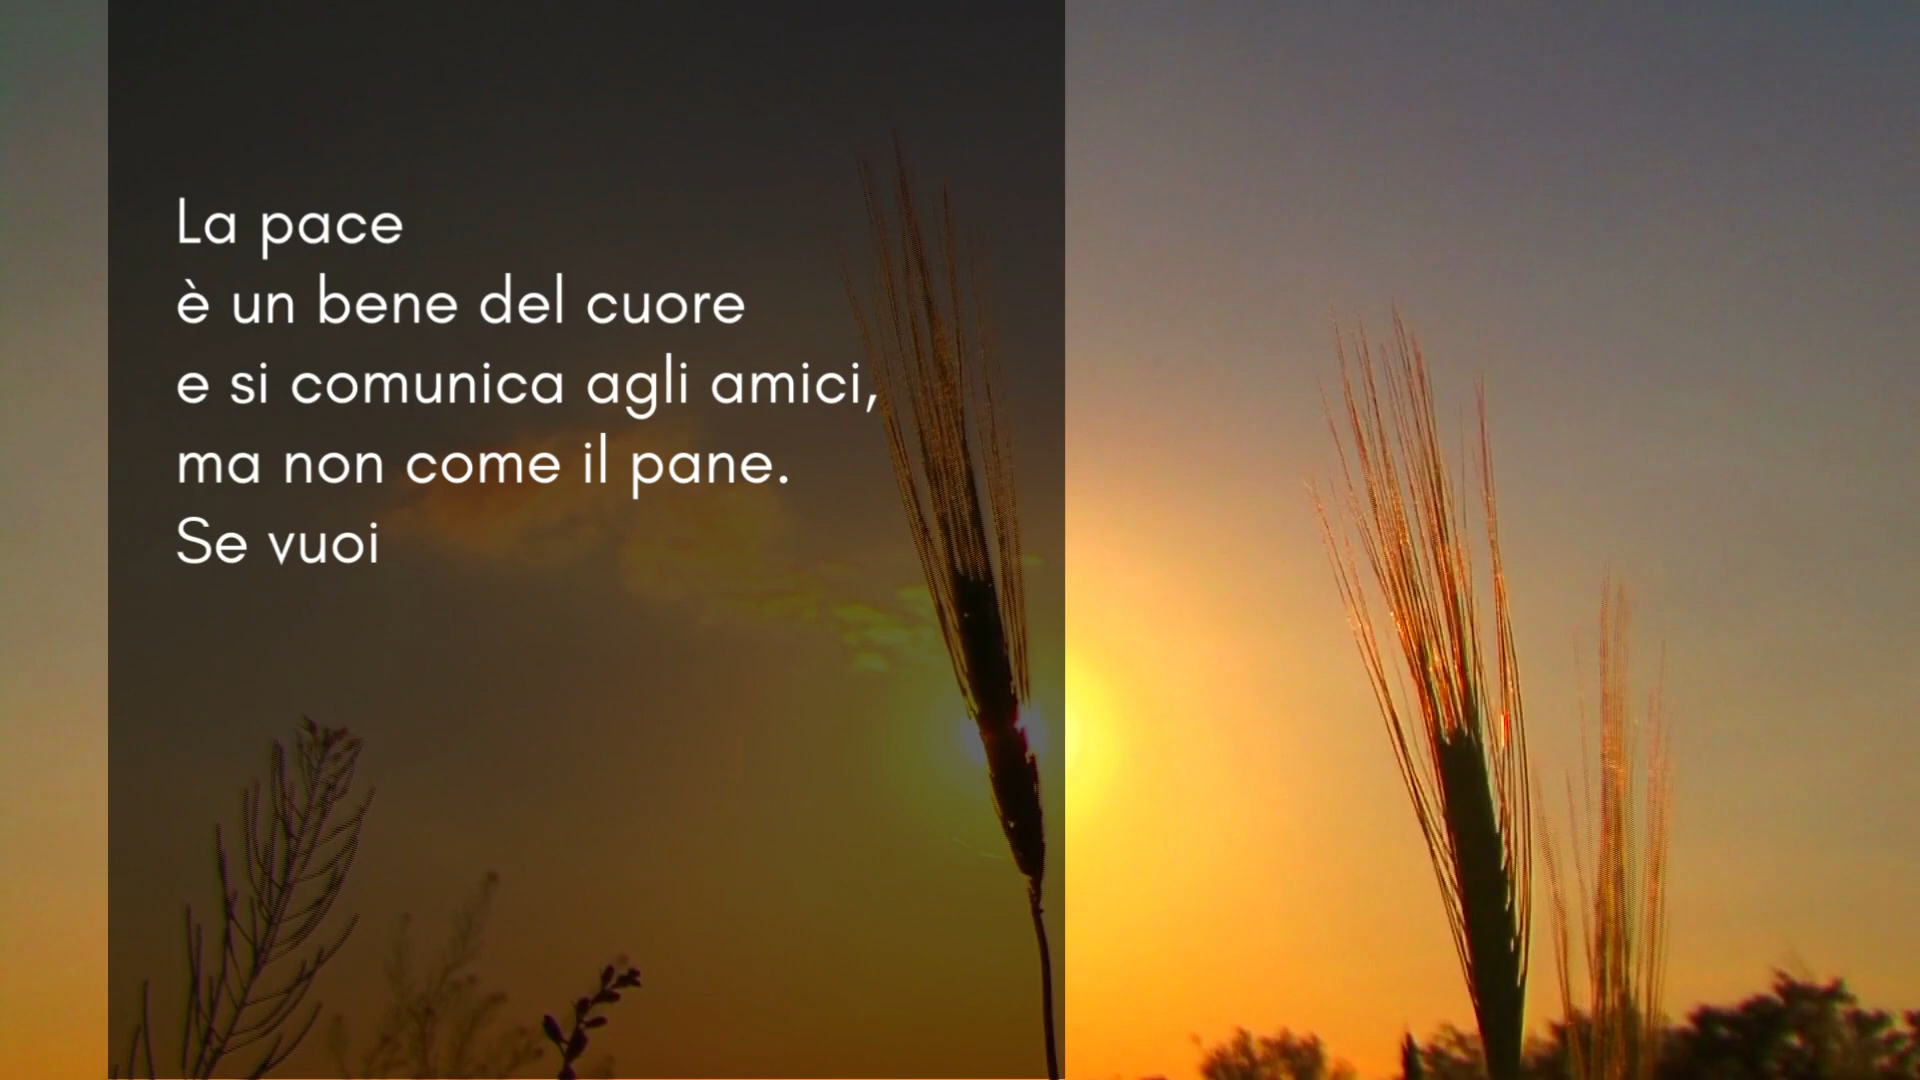 La pace
è un bene del cuore
e si comunica agli amici,
ma non come il pane.
Se vuoi